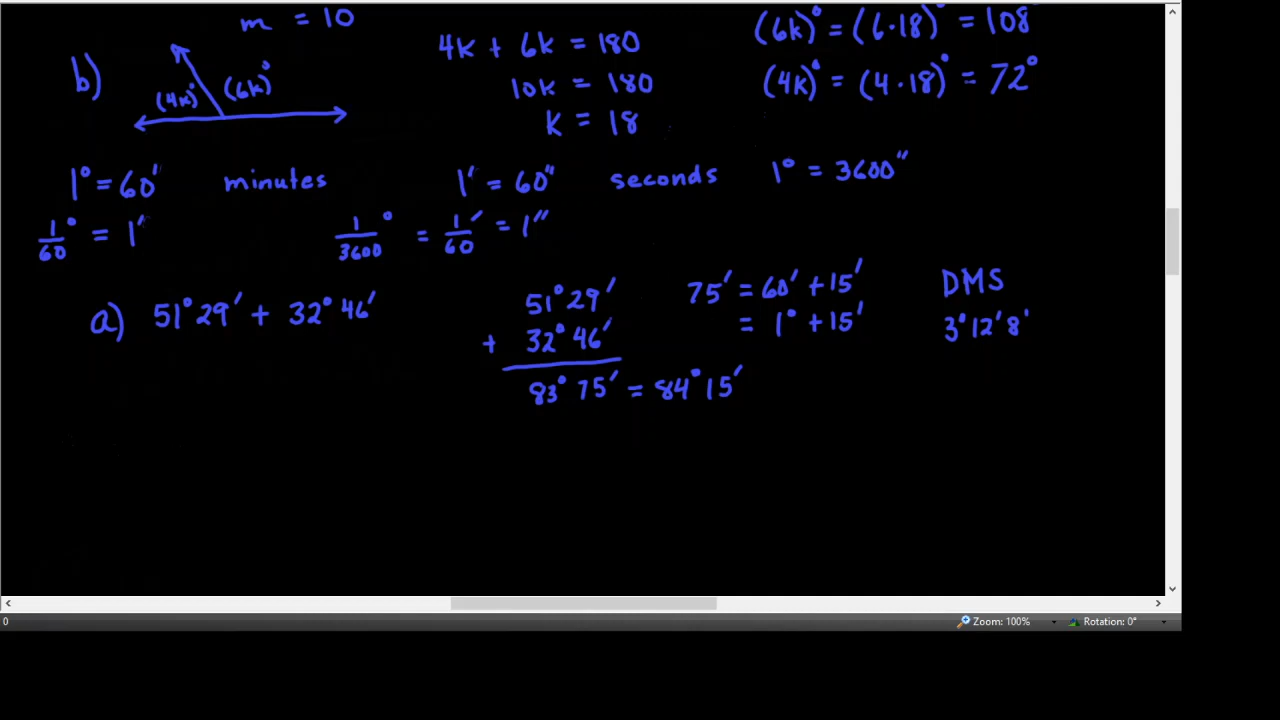 m = 10
b)
(4k)° (6k)°
4k + 6k = 180
10k = 180
k = 18
(6k)° = (6·18)° = 108°
(4k)° = (4·18)° = 72°
1° = 60' minutes 1' = 60" seconds 1° = 3600"
1/60° = 1' 1/3600° = 1/60' = 1"
a) 51°29' + 32°46'
51°29'
+ 32°46'
83°75' = 84°15'
75' = 60' + 15'
= 1° + 15'
DMS
3°12'8'
0
Zoom: 100% Rotation: 0°